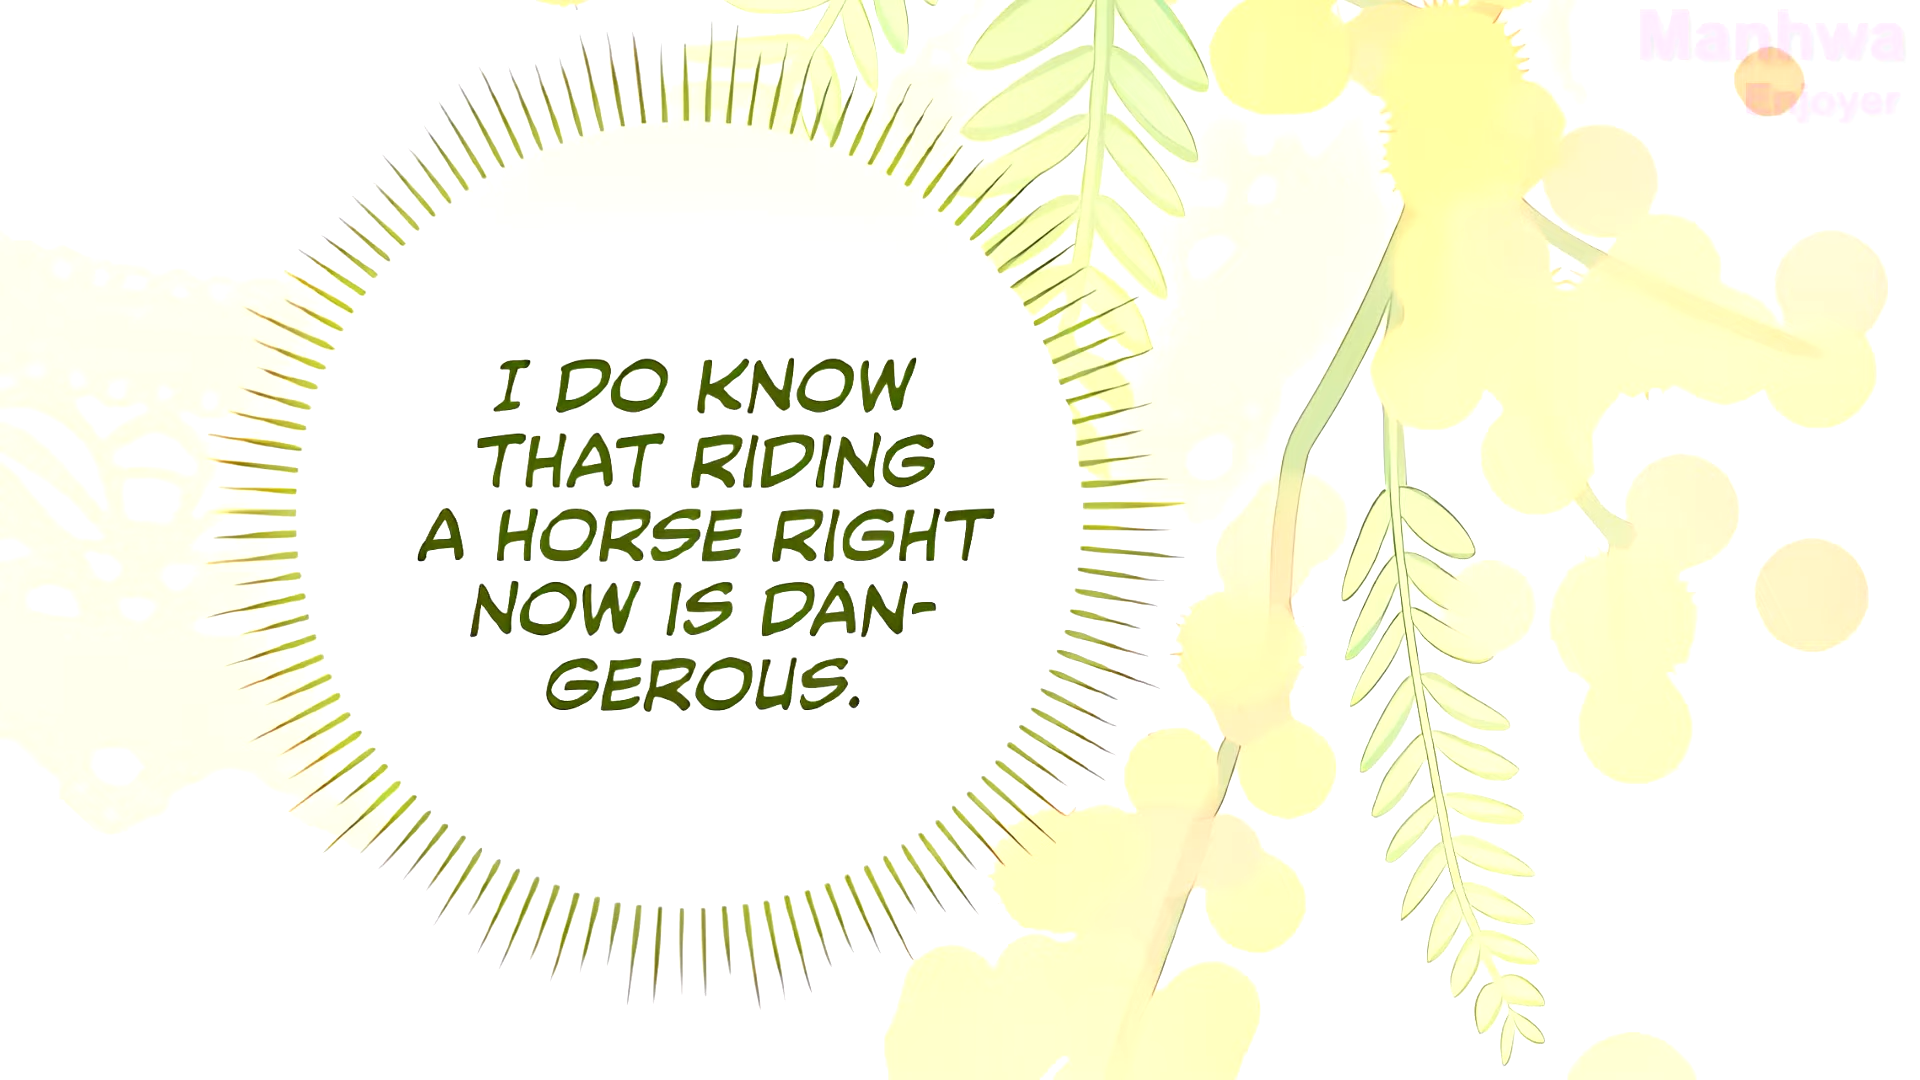 Manhwa
Enjoyer
I DO KNOW
THAT RIDING
A HORSE RIGHT
NOW IS DAN-
GEROUS.